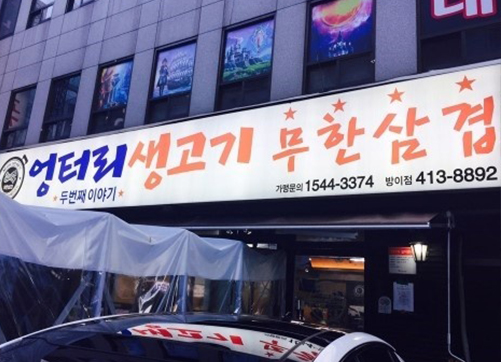 엉터리생고기 무한삼겹
두번째 이야기
가맹문의 1544-3374 방이점 413-8892